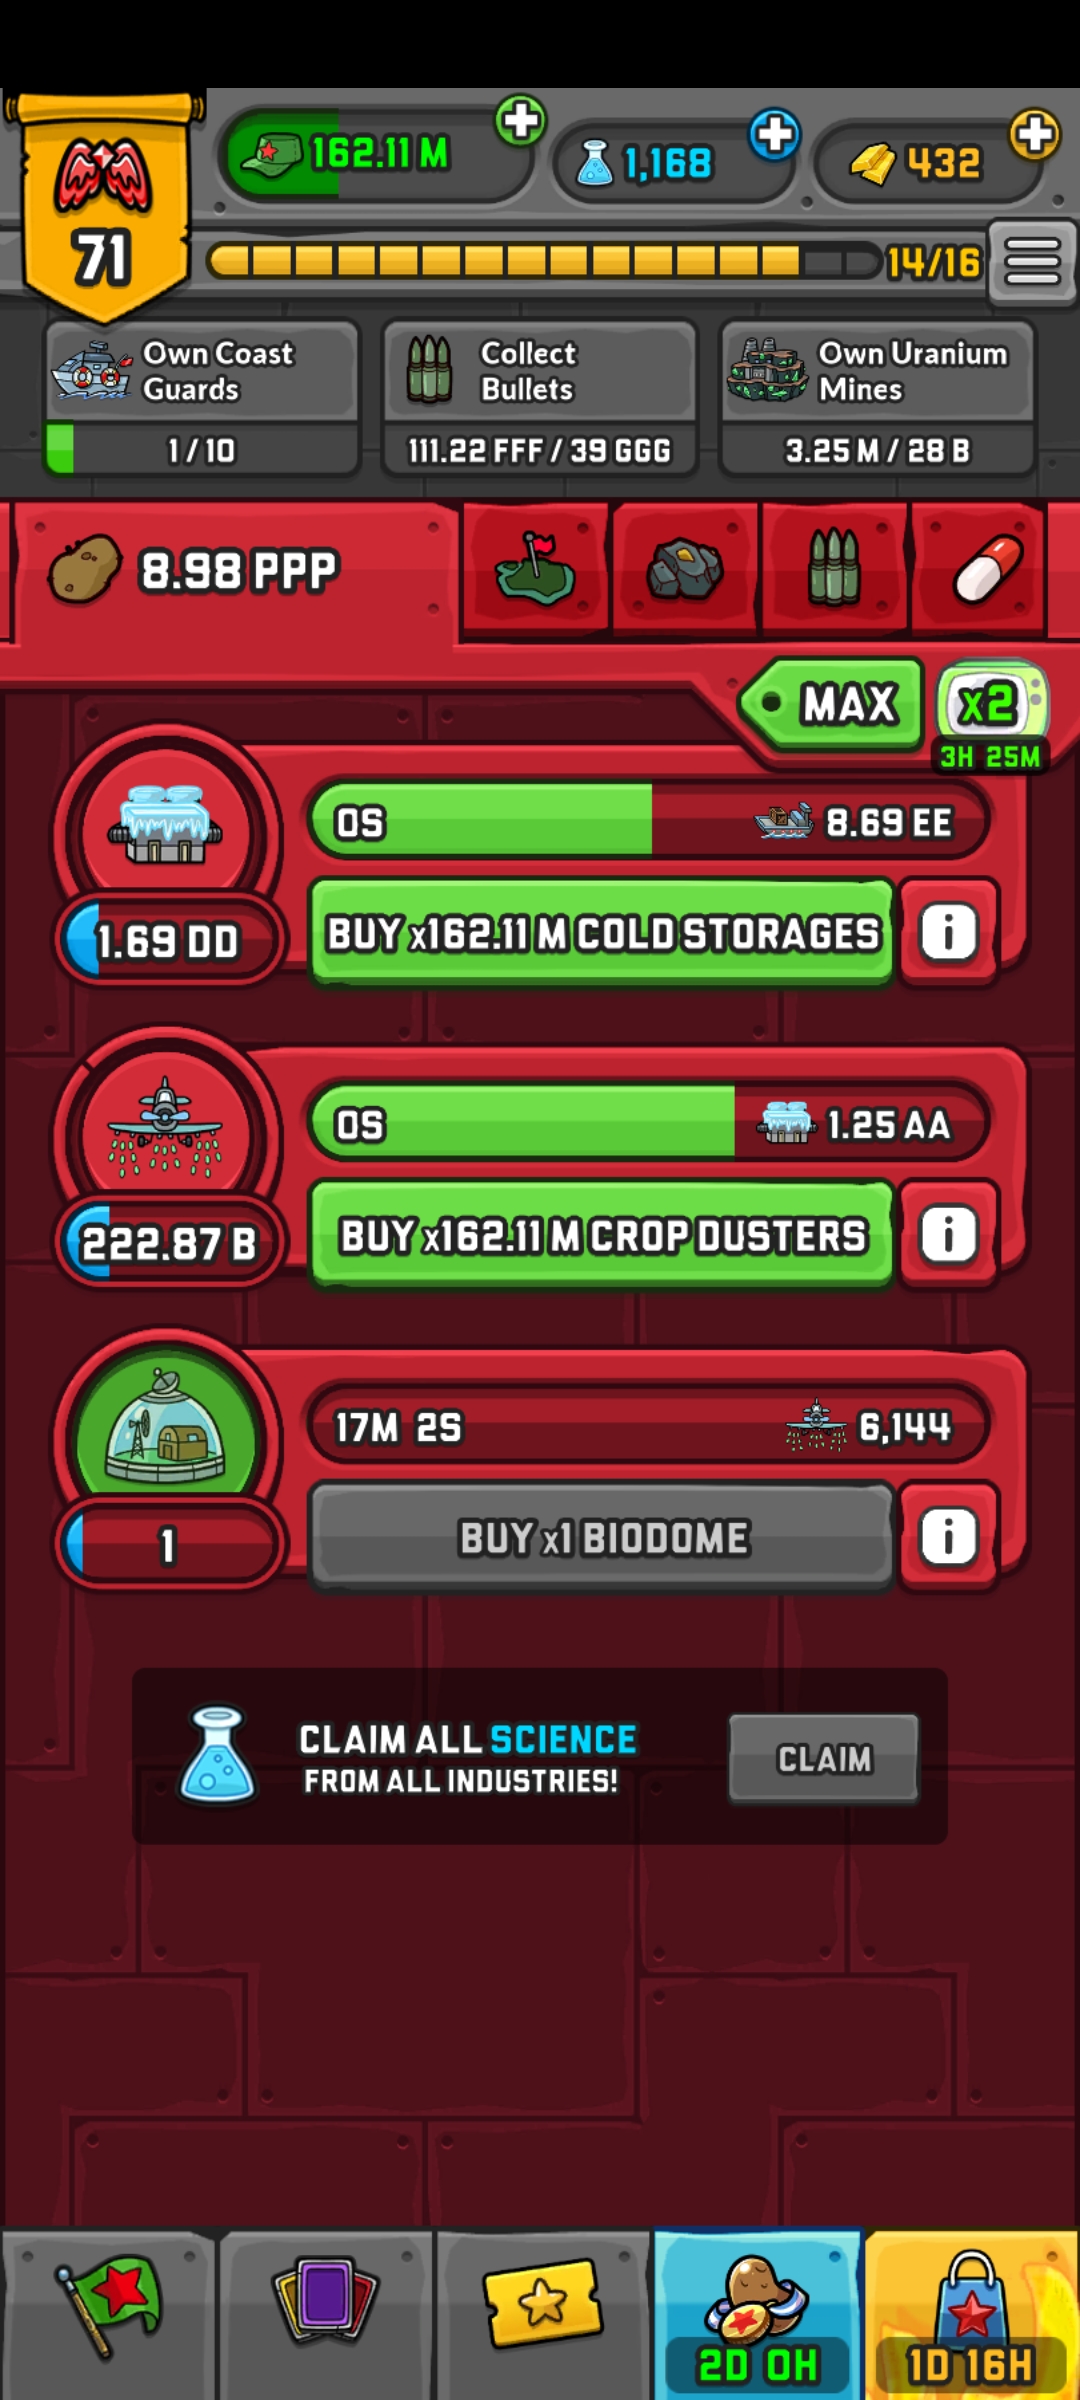 162.11 M
1,168
432
71
14/16
Own Coast
Guards
1 / 10
Collect
Bullets
111.22 FFF / 39 GGG
Own Uranium
Mines
3.25 M / 28 B
8.98 PPP
MAX
x2
3H 25M
0S
8.69 EE
1.69 DD
BUY x162.11 M COLD STORAGES
i
0S
1.25 AA
222.87 B
BUY x162.11 M CROP DUSTERS
i
17M 2S
6,144
1
BUY x1 BIODOME
i
CLAIM ALL SCIENCE
FROM ALL INDUSTRIES!
CLAIM
2D 0H
1D 16H